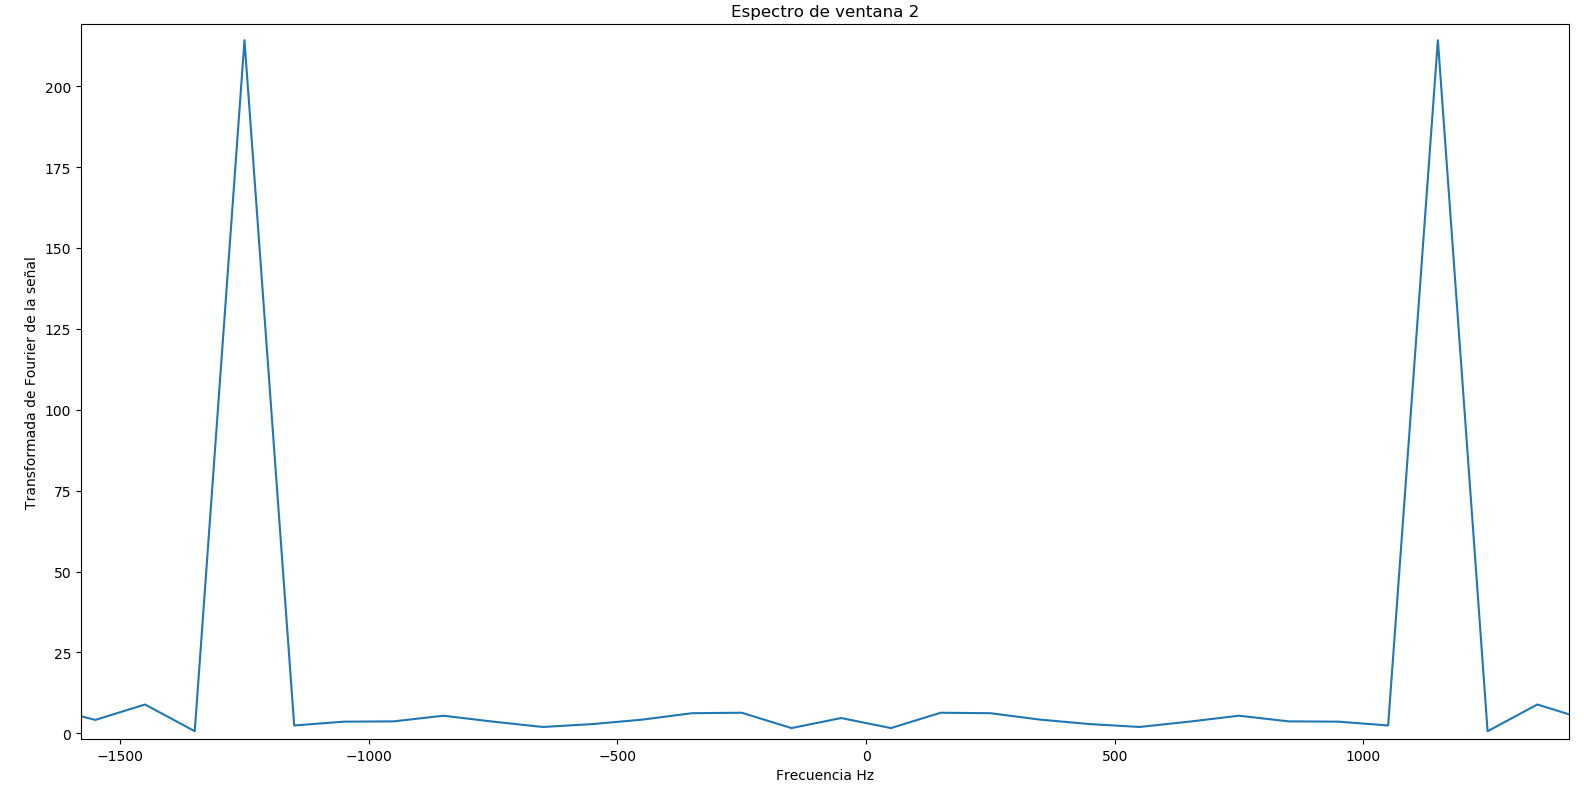 Espectro de ventana 2
Transformada de Fourier de la señal
200
175
150
125
100
75
50
25
0
−1500 −1000 −500 0 500 1000
Frecuencia Hz